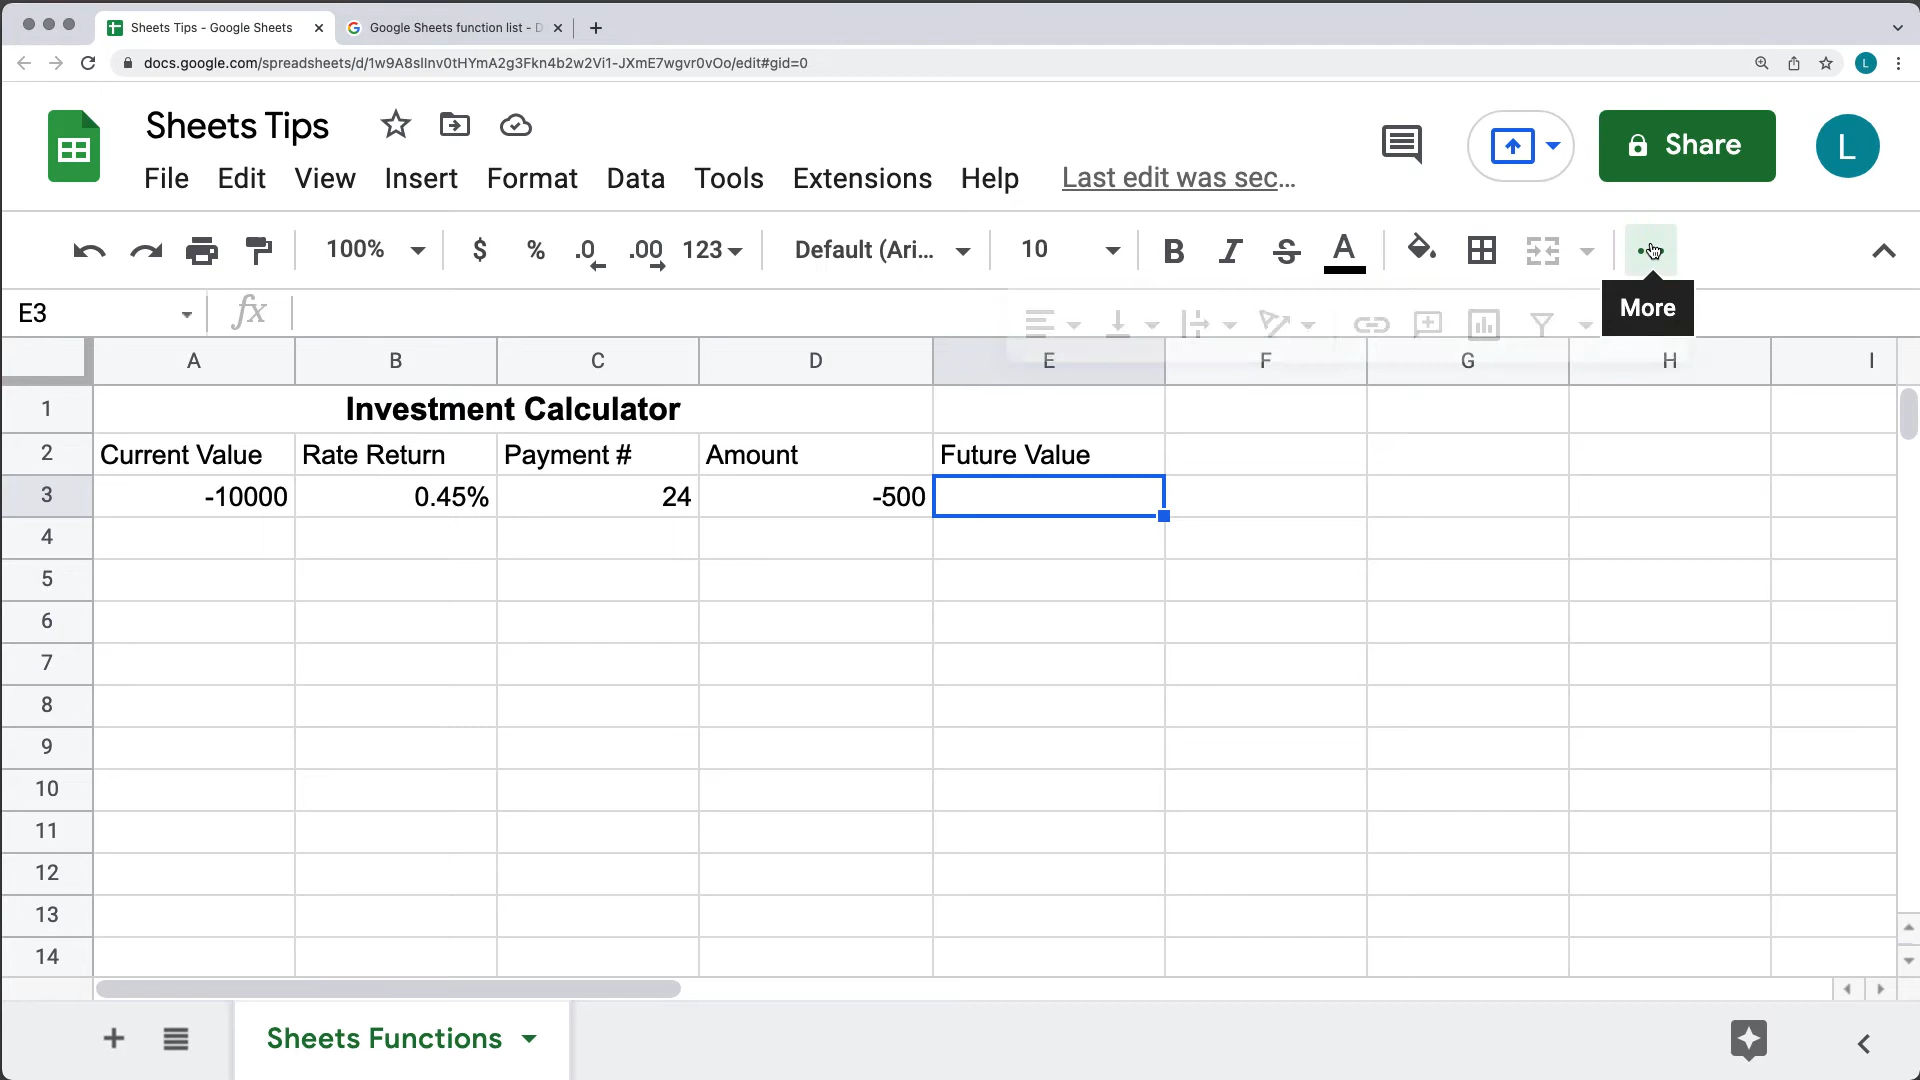 Sheets Tips - Google Sheets
Google Sheets function list - D
docs.google.com/spreadsheets/d/1w9A8sIlnv0tHYmA2g3Fkn4b2w2Vi1-JXmE7wgvr0vOo/edit#gid=0
L
Sheets Tips
Share
L
File Edit View Insert Format Data Tools Extensions Help Last edit was sec...
100% $ % .0 .00 123 Default (Ari... 10 B I S A
More
E3 fx
A B C D E F G H I
1 Investment Calculator
2 Current Value Rate Return Payment # Amount Future Value
3 -10000 0.45% 24 -500
4
5
6
7
8
9
10
11
12
13
14
Sheets Functions